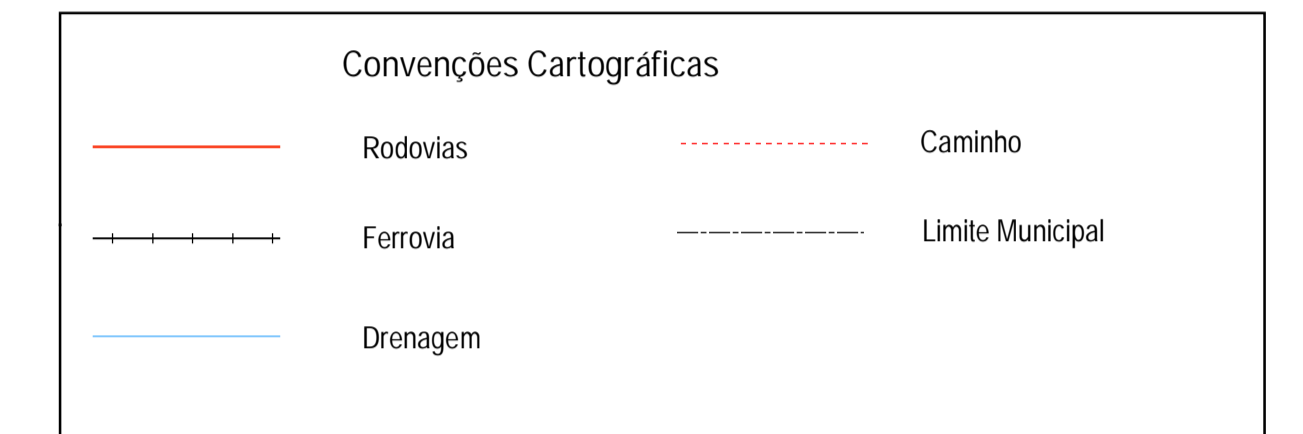 Convenções Cartográficas
Rodovias
Caminho
Ferrovia
Limite Municipal
Drenagem